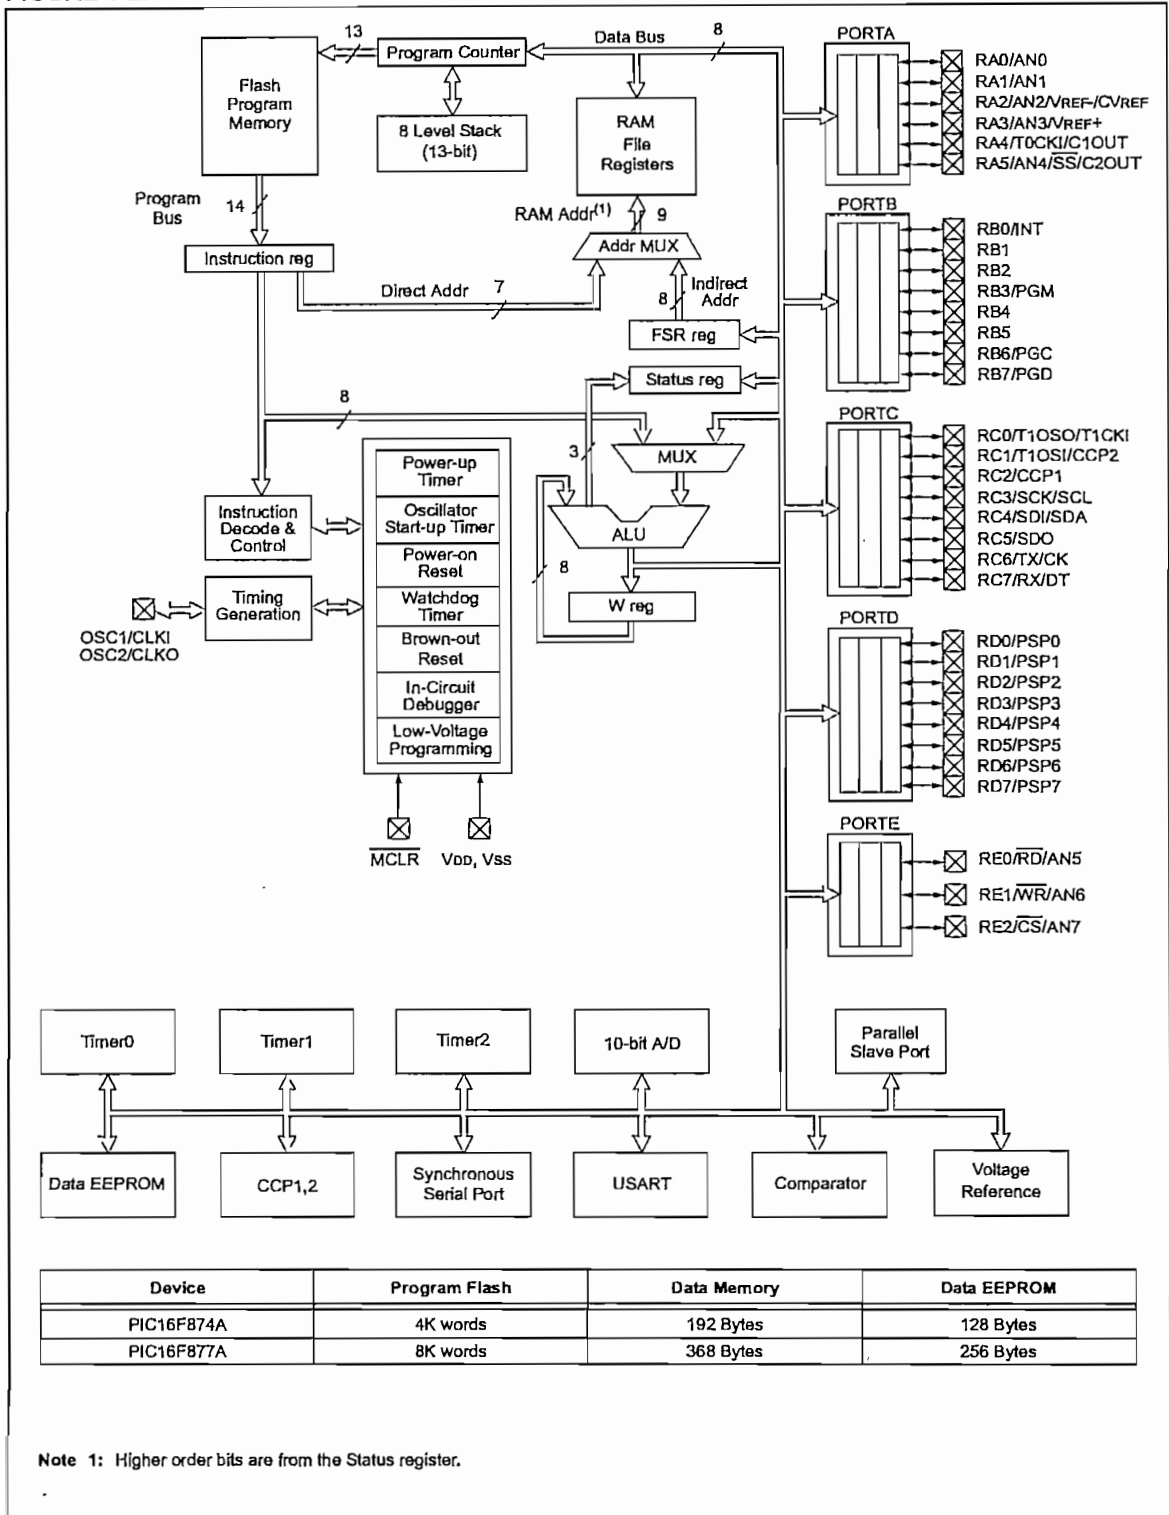 13
Data Bus
8
PORTA
Program Counter
Flash
Program
Memory
8 Level Stack
(13-bit)
RAM
File
Registers
RA0/AN0
RA1/AN1
RA2/AN2/VREF-/CVREF
RA3/AN3/VREF+
RA4/T0CKI/C1OUT
RA5/AN4/SS/C2OUT
Program
Bus
14
RAM Addr(1)
9
PORTB
Addr MUX
Instruction reg
Direct Addr
7
8
Indirect
Addr
FSR reg
Status reg
RB0/INT
RB1
RB2
RB3/PGM
RB4
RB5
RB6/PGC
RB7/PGD
8
3
MUX
PORTC
RC0/T1OSO/T1CKI
RC1/T1OSI/CCP2
RC2/CCP1
RC3/SCK/SCL
RC4/SDI/SDA
RC5/SDO
RC6/TX/CK
RC7/RX/DT
Instruction
Decode &
Control
Power-up
Timer
Oscillator
Start-up Timer
Power-on
Reset
Watchdog
Timer
Brown-out
Reset
In-Circuit
Debugger
Low-Voltage
Programming
ALU
8
W reg
Timing
Generation
OSC1/CLKI
OSC2/CLKO
MCLR
VDD, VSS
PORTD
RD0/PSP0
RD1/PSP1
RD2/PSP2
RD3/PSP3
RD4/PSP4
RD5/PSP5
RD6/PSP6
RD7/PSP7
PORTE
RE0/RD/AN5
RE1/WR/AN6
RE2/CS/AN7
Timer0
Timer1
Timer2
10-bit A/D
Parallel
Slave Port
Data EEPROM
CCP1,2
Synchronous
Serial Port
USART
Comparator
Voltage
Reference
Device Program Flash Data Memory Data EEPROM
PIC16F874A 4K words 192 Bytes 128 Bytes
PIC16F877A 8K words 368 Bytes 256 Bytes
Note 1: Higher order bits are from the Status register.